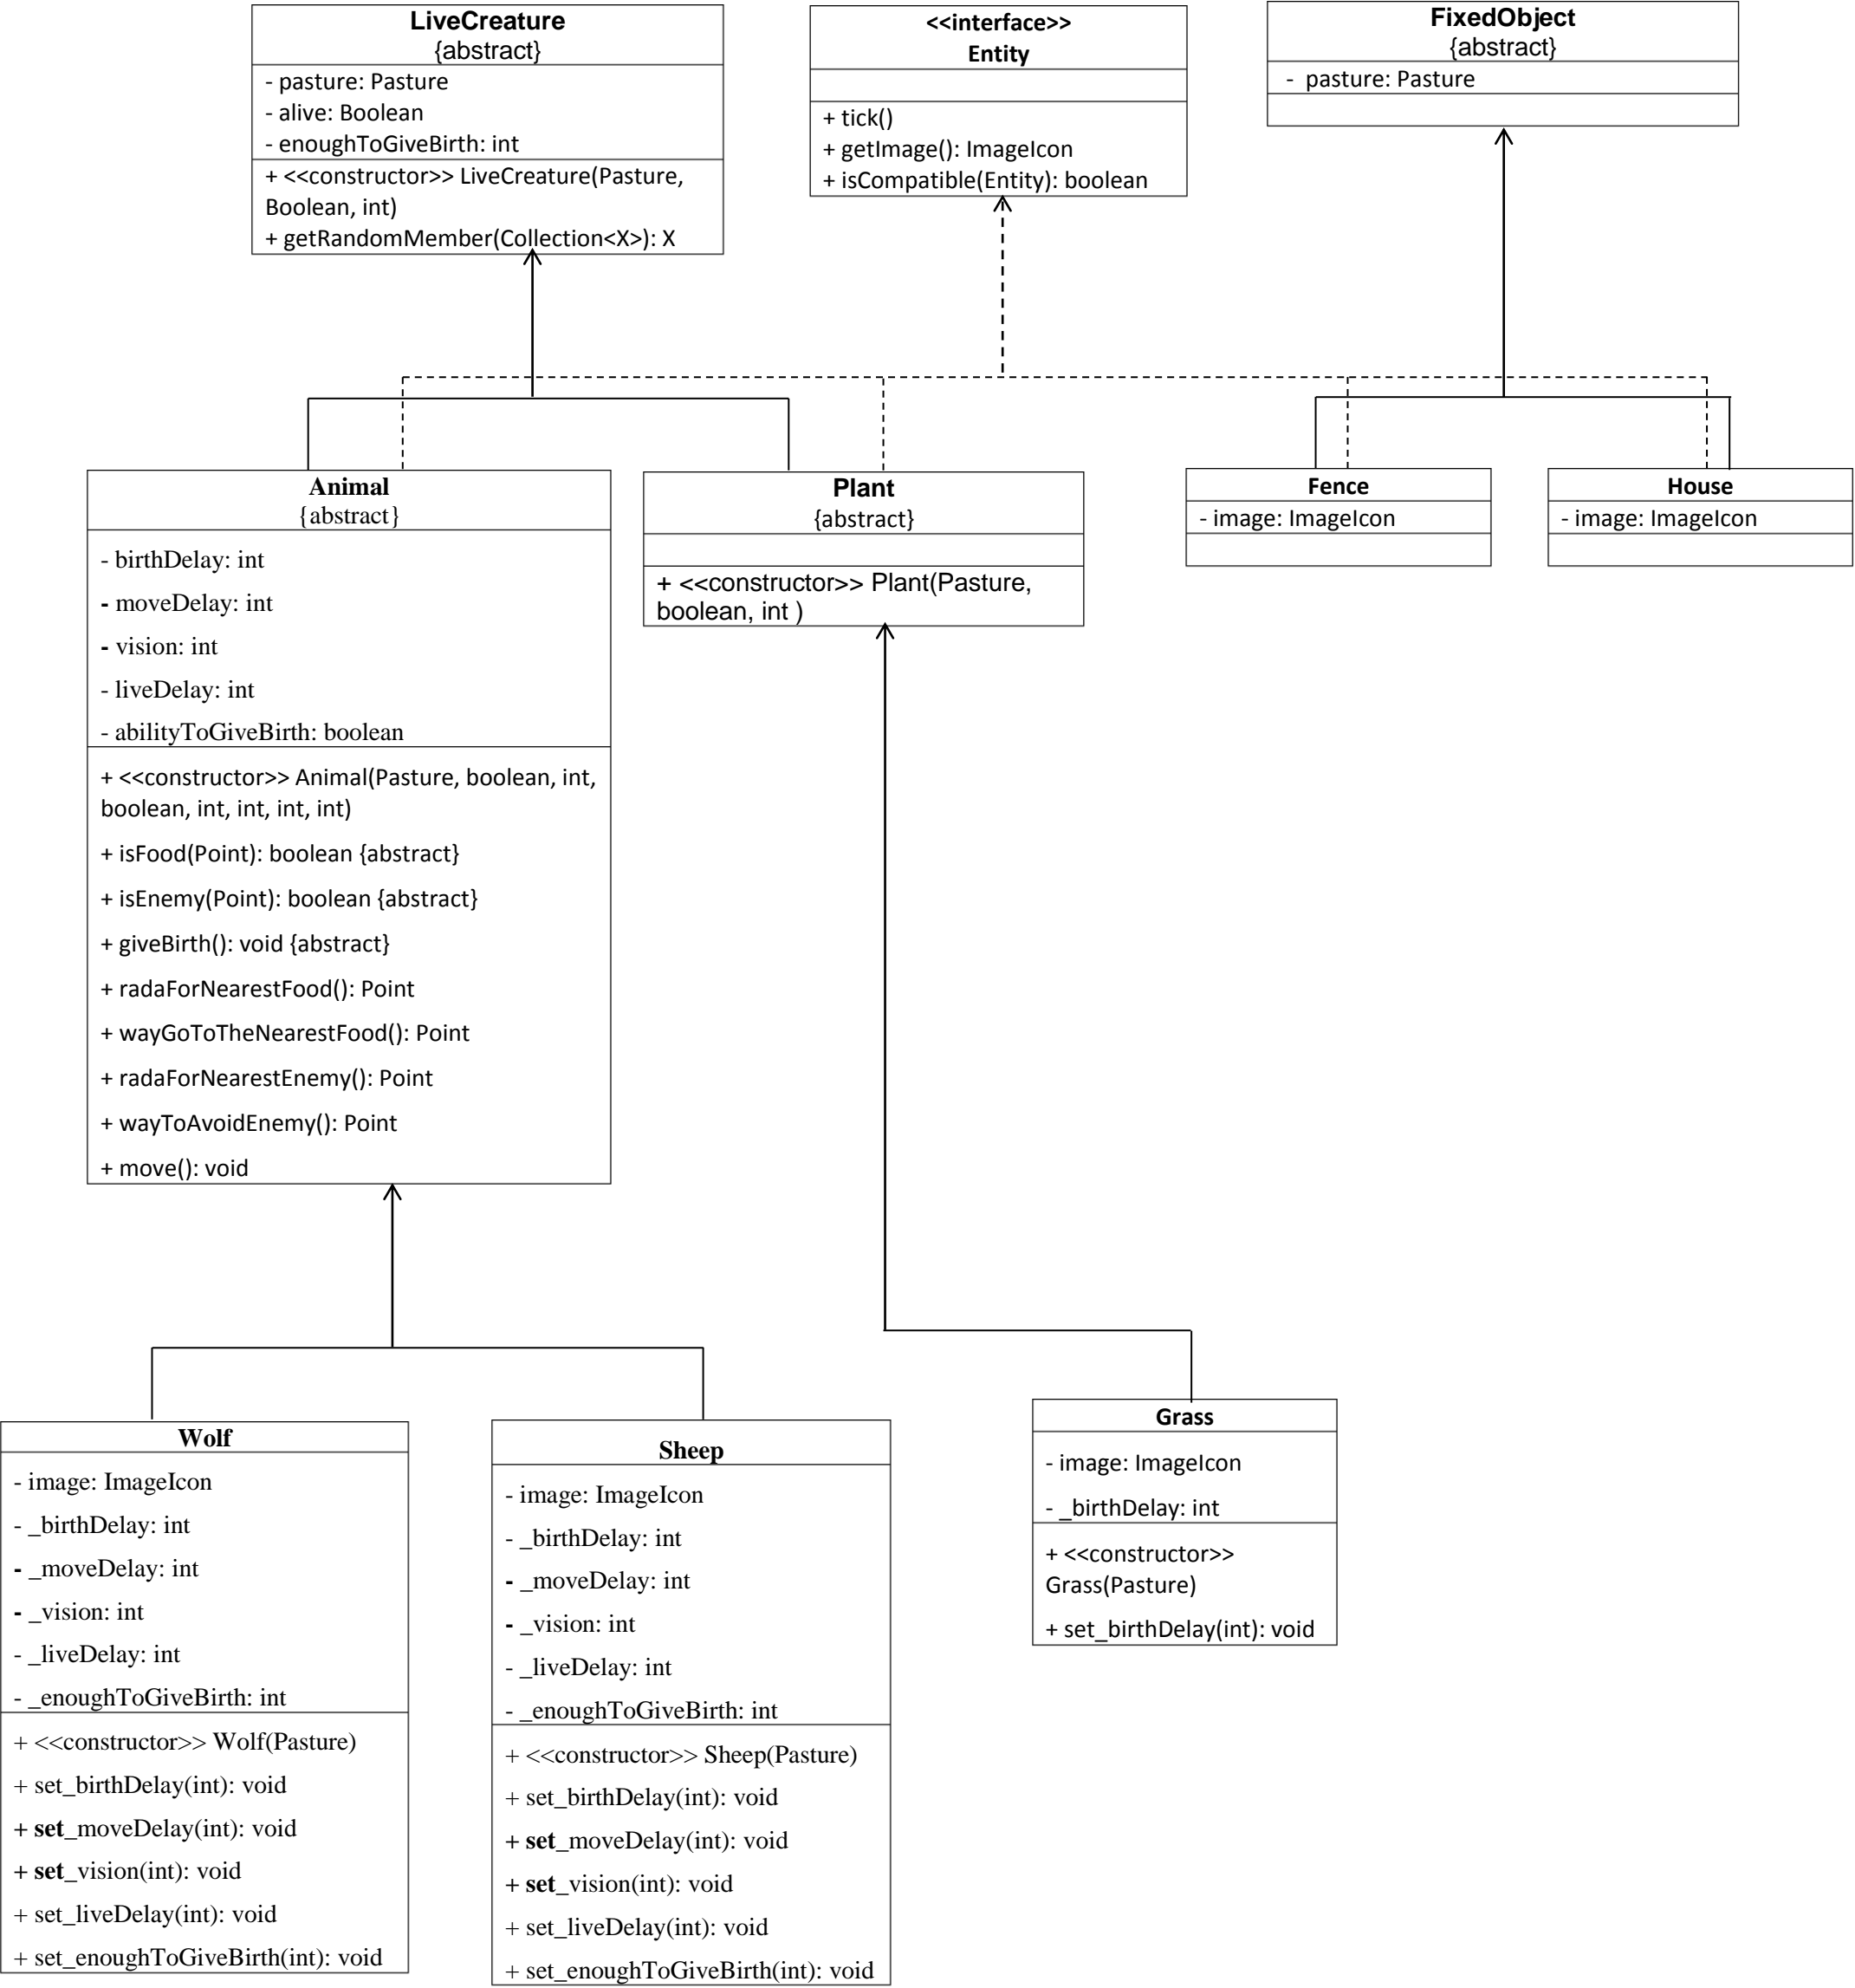 LiveCreature
{abstract}
- pasture: Pasture
- alive: Boolean
- enoughToGiveBirth: int
+ <<constructor>> LiveCreature(Pasture,
Boolean, int)
+ getRandomMember(Collection<X>): X
<<interface>>
Entity
+ tick()
+ getImage(): ImageIcon
+ isCompatible(Entity): boolean
FixedObject
{abstract}
- pasture: Pasture
Animal
{abstract}
- birthDelay: int
- moveDelay: int
- vision: int
- liveDelay: int
- abilityToGiveBirth: boolean
+ <<constructor>> Animal(Pasture, boolean, int,
boolean, int, int, int, int)
+ isFood(Point): boolean {abstract}
+ isEnemy(Point): boolean {abstract}
+ giveBirth(): void {abstract}
+ radaForNearestFood(): Point
+ wayGoToTheNearestFood(): Point
+ radaForNearestEnemy(): Point
+ wayToAvoidEnemy(): Point
+ move(): void
Plant
{abstract}
+ <<constructor>> Plant(Pasture,
boolean, int )
Fence
- image: ImageIcon
House
- image: ImageIcon
Wolf
- image: ImageIcon
- _birthDelay: int
- _moveDelay: int
- _vision: int
- _liveDelay: int
- _enoughToGiveBirth: int
+ <<constructor>> Wolf(Pasture)
+ set_birthDelay(int): void
+ set_moveDelay(int): void
+ set_vision(int): void
+ set_liveDelay(int): void
+ set_enoughToGiveBirth(int): void
Sheep
- image: ImageIcon
- _birthDelay: int
- _moveDelay: int
- _vision: int
- _liveDelay: int
- _enoughToGiveBirth: int
+ <<constructor>> Sheep(Pasture)
+ set_birthDelay(int): void
+ set_moveDelay(int): void
+ set_vision(int): void
+ set_liveDelay(int): void
+ set_enoughToGiveBirth(int): void
Grass
- image: ImageIcon
- _birthDelay: int
+ <<constructor>>
Grass(Pasture)
+ set_birthDelay(int): void